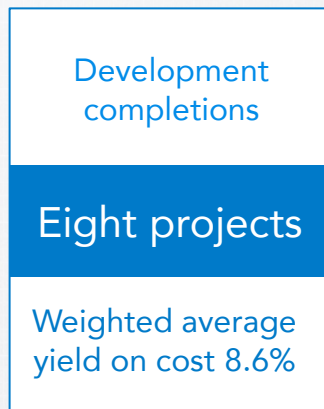 Development
completions
Eight projects
Weighted average
yield on cost 8.6%